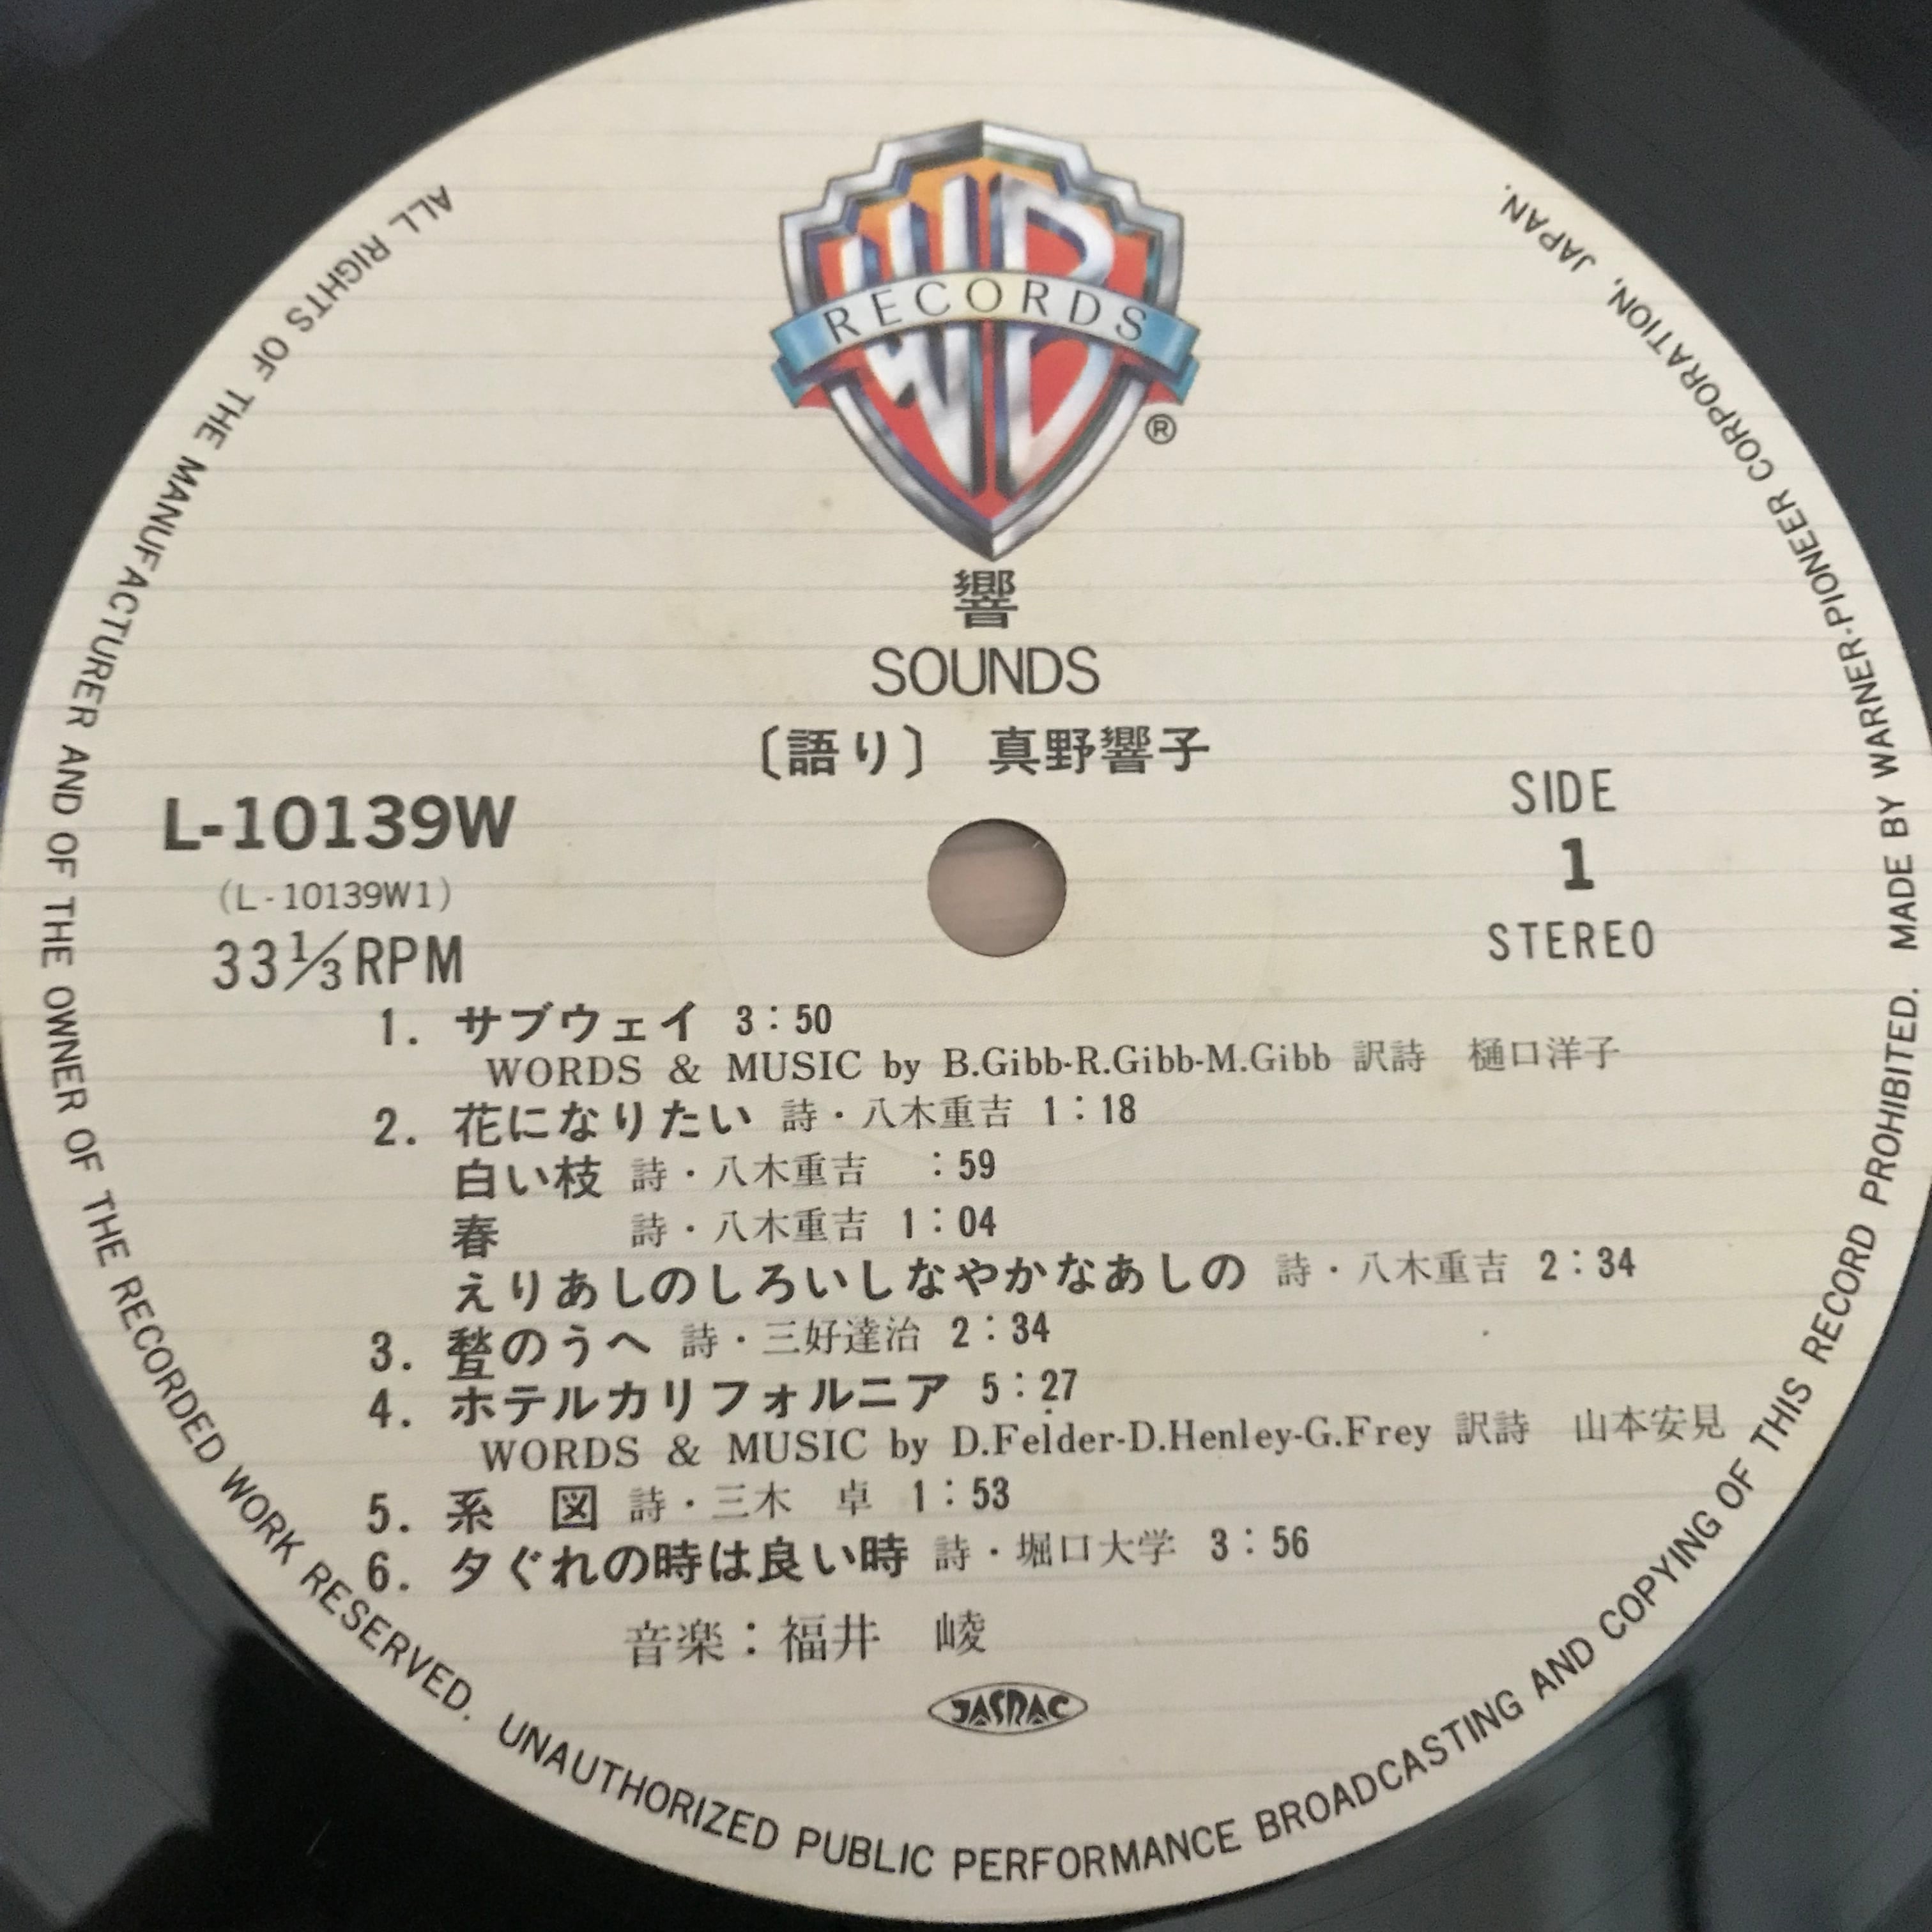 WB
RECORDS
®
響
SOUNDS
〔語り〕 真野響子
L-10139W
(L-10139W1)
33⅓RPM
SIDE
1
STEREO
1. サブウェイ 3:50
WORDS & MUSIC by B.Gibb-R.Gibb-M.Gibb 訳詩 樋口洋子
2. 花になりたい 詩・八木重吉 1:18
白い枝 詩・八木重吉 :59
春 詩・八木重吉 1:04
えりあしのしろいしなやかなあしの 詩・八木重吉 2:34
3. 甃のうへ 詩・三好達治 2:34
4. ホテルカリフォルニア 5:27
WORDS & MUSIC by D.Felder-D.Henley-G.Frey 訳詩 山本安見
5. 系 図 詩・三木 卓 1:53
6. 夕ぐれの時は良い時 詩・堀口大学 3:56
音楽：福井 崚
JASRAC
ALL RIGHTS OF THE MANUFACTURER AND OF THE OWNER OF THE RECORDED WORK RESERVED. UNAUTHORIZED PUBLIC PERFORMANCE BROADCASTING AND COPYING OF THIS RECORD PROHIBITED. MADE BY WARNER-PIONEER CORPORATION, JAPAN.